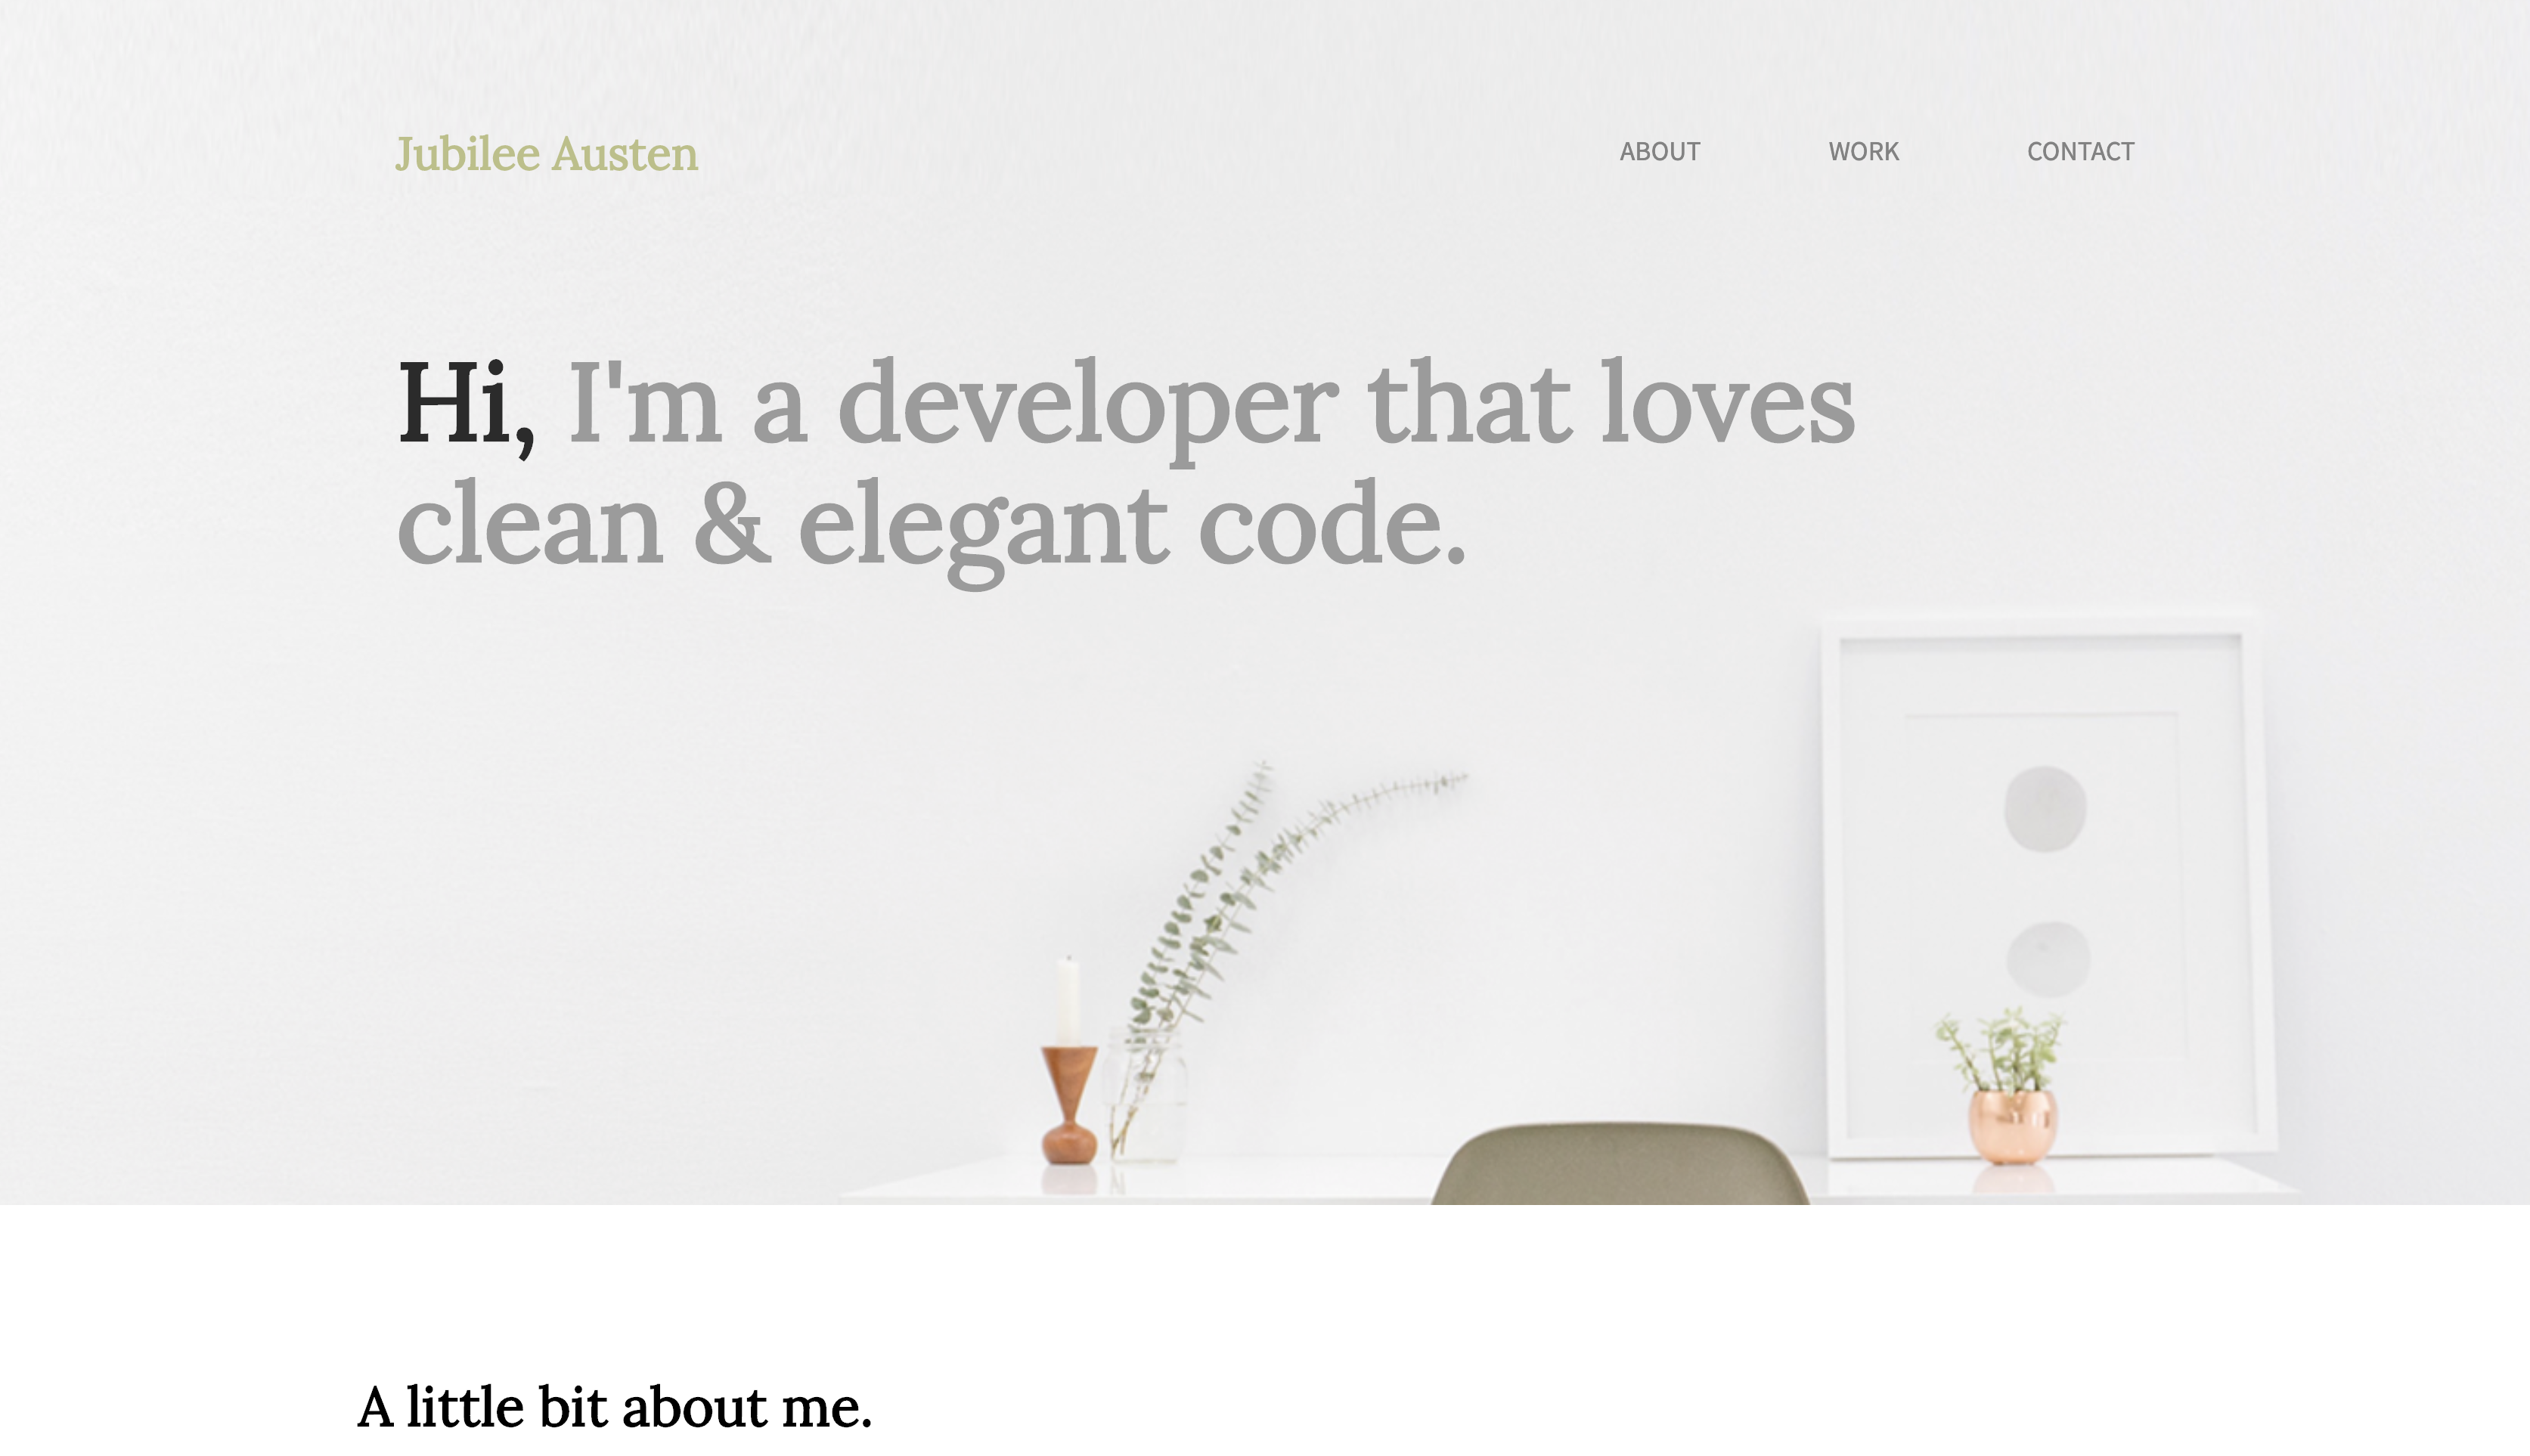 Jubilee Austen
ABOUT WORK CONTACT
Hi, I'm a developer that loves
clean & elegant code.
A little bit about me.